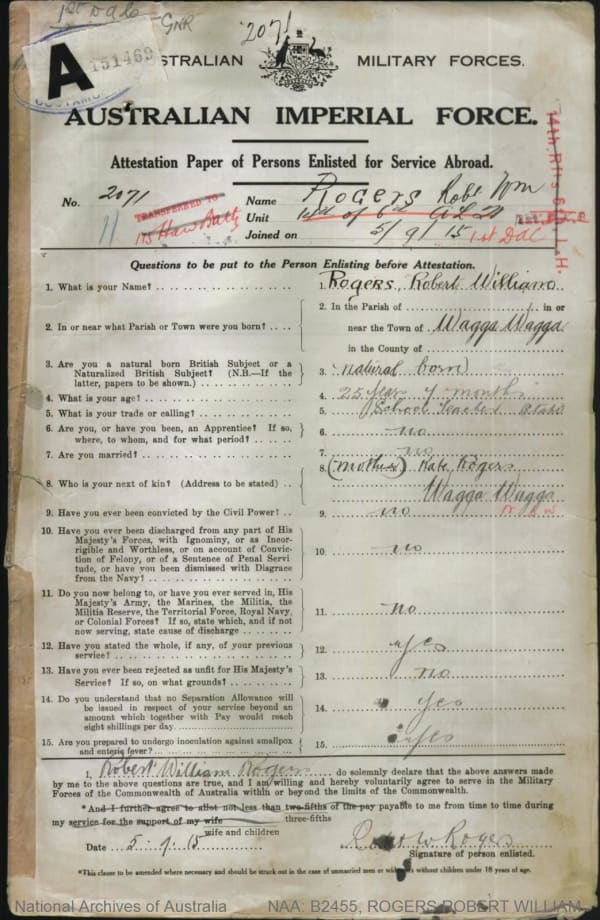 1st DAC GNR
2071
A 151469
AUSTRALIAN MILITARY FORCES.
AUSTRALIAN IMPERIAL FORCE.
Attestation Paper of Persons Enlisted for Service Abroad.
No. 2071 Name Rogers Robt Wm
11
TRANSFERRED TO
Unit
Joined on 5/9/15 1st DAC
Questions to be put to the Person Enlisting before Attestation.
1. What is your Name? 1. Rogers, Robert William
2. In or near what Parish or Town were you born? 2. In the Parish of in or
near the Town of Wagga Wagga
in the County of
3. Are you a natural born British Subject or a
Naturalized British Subject? (N.B.—If the
latter, papers to be shown.) 3. natural born
4. What is your age? 4. 25 years 7 months
5. What is your trade or calling? 5. School Teacher
6. Are you, or have you been, an Apprentice? If so,
where, to whom, and for what period? 6. no
7. Are you married? 7. no
8. Who is your next of kin? (Address to be stated) 8. (mother) Kate Rogers
Wagga Wagga
9. Have you ever been convicted by the Civil Power? 9. no
10. Have you ever been discharged from any part of His
Majesty's Forces, with Ignominy, or as Incor-
rigible and Worthless, or on account of Convic-
tion of Felony, or of a Sentence of Penal Servi-
tude, or have you been dismissed with Disgrace
from the Navy? 10. no
11. Do you now belong to, or have you ever served in, His
Majesty's Army, the Marines, the Militia, the
Militia Reserve, the Territorial Force, Royal Navy,
or Colonial Forces? If so, state which, and if not
now serving, state cause of discharge 11. no
12. Have you stated the whole, if any, of your previous
service? 12. yes
13. Have you ever been rejected as unfit for His Majesty's
Service? If so, on what grounds? 13. no
14. Do you understand that no Separation Allowance will
be issued in respect of your service beyond an
amount which together with Pay would reach
eight shillings per day. 14. yes
15. Are you prepared to undergo inoculation against smallpox
and enteric fever? 15. yes
I, Robert William Rogers do solemnly declare that the above answers made
by me to the above questions are true, and I am willing and hereby voluntarily agree to serve in the Military
Forces of the Commonwealth of Australia within or beyond the limits of the Commonwealth.
*And I further agree to allot not less than two-fifths of the pay payable to me from time to time during
three-fifths
my service for the support of my wife
wife and children
Date 5.9.15 Robt W Rogers
Signature of person enlisted.
*This clause to be amended where necessary and should be struck out in the case of unmarried men or widowers without children under 18 years of age.
National Archives of Australia NAA: B2455, ROGERS ROBERT WILLIAM